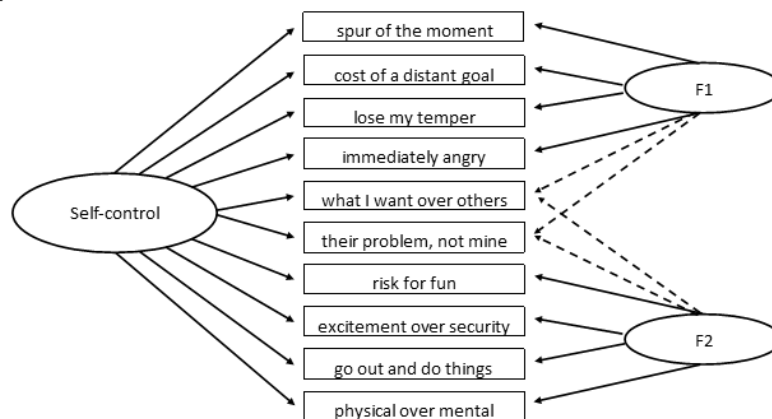 spur of the moment
cost of a distant goal
F1
lose my temper
immediately angry
what I want over others
Self-control
their problem, not mine
risk for fun
excitement over security
F2
go out and do things
physical over mental